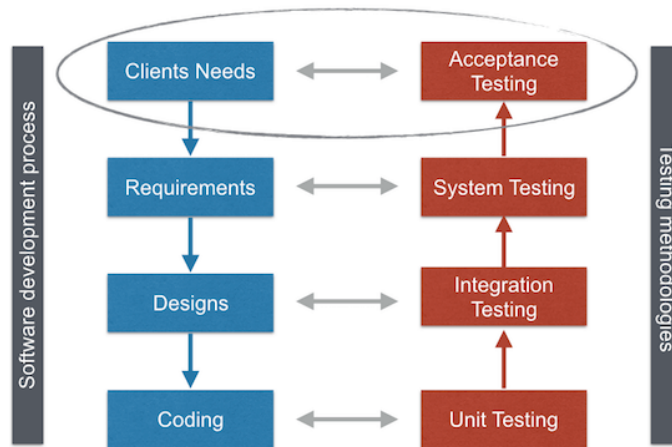 Software development process
Clients Needs
Acceptance
Testing
Requirements
System Testing
Designs
Integration
Testing
Coding
Unit Testing
Testing methodologies